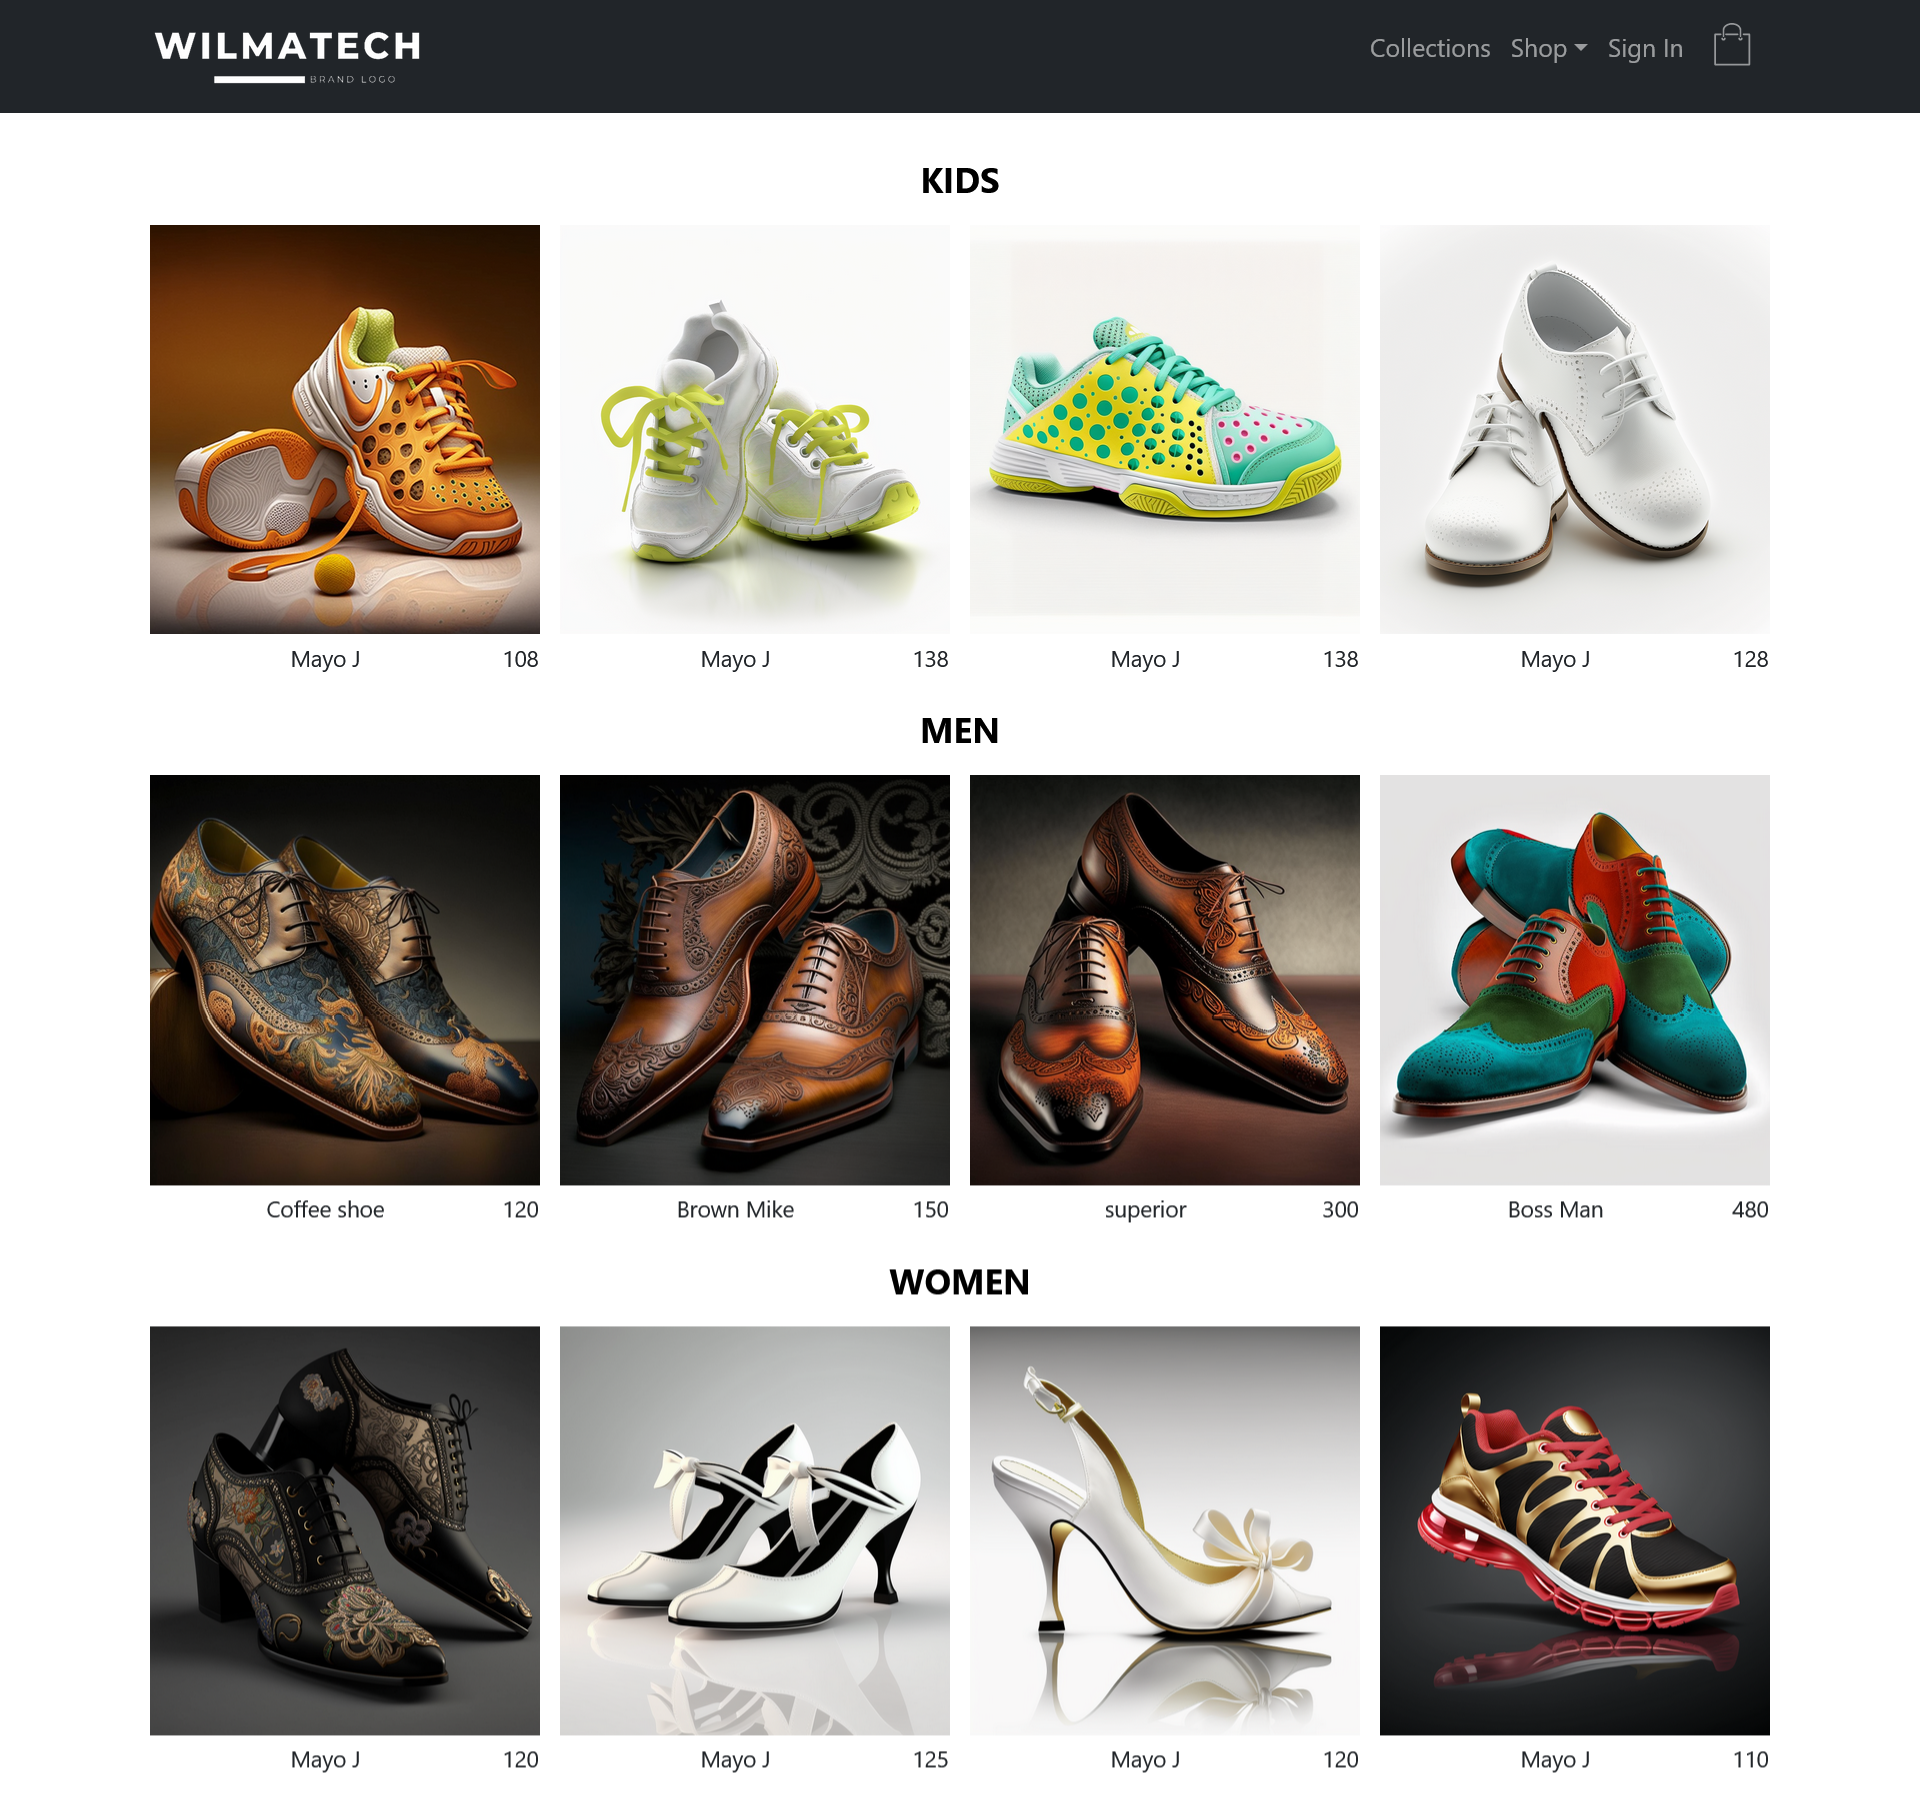 WILMATECH
BRAND LOGO
Collections Shop Sign In
KIDS
Mayo J 108
Mayo J 138
Mayo J 138
Mayo J 128
MEN
Coffee shoe 120
Brown Mike 150
superior 300
Boss Man 480
WOMEN
Mayo J 120
Mayo J 125
Mayo J 120
Mayo J 110